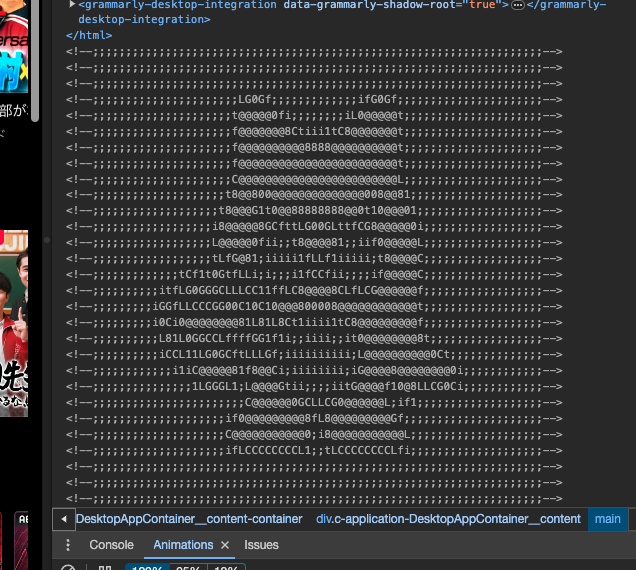 ▶<grammarly-desktop-integration data-grammarly-shadow-root="true">…</grammarly-
desktop-integration>
</html>
<!--;;;;;;;;;;;;;;;;;;;;;;;;;;;;;;;;;;;;;;;;;;;;;;;;;;;;;;;;;;;;;;;;;;;;-->
<!--;;;;;;;;;;;;;;;;;;;;;;;;;;;;;;;;;;;;;;;;;;;;;;;;;;;;;;;;;;;;;;;;;;;;-->
<!--;;;;;;;;;;;;;;;;;;;;;;;;;;;;;;;;;;;;;;;;;;;;;;;;;;;;;;;;;;;;;;;;;;;;-->
<!--;;;;;;;;;;;;;;;;;;;;;;LG0Gf;;;;;;;;;;;;;ifG0Gf;;;;;;;;;;;;;;;;;;;;;;-->
<!--;;;;;;;;;;;;;;;;;;;;;t@@@@@0fi;;;;;;;;iL0@@@@@t;;;;;;;;;;;;;;;;;;;;;-->
<!--;;;;;;;;;;;;;;;;;;;;;f@@@@@@@8Ctiii1tC8@@@@@@@t;;;;;;;;;;;;;;;;;;;;;-->
<!--;;;;;;;;;;;;;;;;;;;;;f@@@@@@@@@@8888@@@@@@@@@@t;;;;;;;;;;;;;;;;;;;;;-->
<!--;;;;;;;;;;;;;;;;;;;;;f@@@@@@@@@@@@@@@@@@@@@@@@t;;;;;;;;;;;;;;;;;;;;;-->
<!--;;;;;;;;;;;;;;;;;;;;;C@@@@@@@@@@@@@@@@@@@@@@@@L;;;;;;;;;;;;;;;;;;;;;-->
<!--;;;;;;;;;;;;;;;;;;;;t8@@800@@@@@@@@@@@@@@008@@81;;;;;;;;;;;;;;;;;;;;-->
<!--;;;;;;;;;;;;;;;;;;;t8@@@G1t0@@88888888@@0t10@@@01;;;;;;;;;;;;;;;;;;;-->
<!--;;;;;;;;;;;;;;;;;;i8@@@@@8GCfttLG00GLttfCG8@@@@@0i;;;;;;;;;;;;;;;;;;-->
<!--;;;;;;;;;;;;;;;;;;L@@@@@0fii;;t8@@@@81;;iif0@@@@@L;;;;;;;;;;;;;;;;;;-->
<!--;;;;;;;;;;;;;;;;;;tLfG@81;iiiii1fLLf1iiiii;t8@@@@C;;;;;;;;;;;;;;;;;;-->
<!--;;;;;;;;;;;;;tCf1t0GtfLLi;i;;;i1fCCfii;;;;if@@@@@C;;;;;;;;;;;;;;;;;;-->
<!--;;;;;;;;;;itfLG0GGGCLLLCC11ffLC8@@@@8CLfLCG@@@@@@f;;;;;;;;;;;;;;;;;;-->
<!--;;;;;;;;;iGGfLLCCCGG00C10C10@@@800008@@@@@@@@@@@@t;;;;;;;;;;;;;;;;;;-->
<!--;;;;;;;;;i0Ci0@@@@@@@@81L81L8Ct1iiii1tC8@@@@@@@@@f;;;;;;;;;;;;;;;;;;-->
<!--;;;;;;;;;;L81L0GGCCLffffGG1f1i;;iiii;;it0@@@@@@@@8t;;;;;;;;;;;;;;;;;-->
<!--;;;;;;;;;;iCCL11LG0GCftLLLGf;iiiiiiiiii;L@@@@@@@@@@0Ct;;;;;;;;;;;;;;-->
<!--;;;;;;;;;;;;i1iC@@@@@81f8@@Ci;iiiiiiii;iG@@@@8@@@@@@@@0i;;;;;;;;;;;;-->
<!--;;;;;;;;;;;;;;;1LGGGL1;L@@@@Gtii;;;;iitG@@@@f10@8LLCG0Ci;;;;;;;;;;;;-->
<!--;;;;;;;;;;;;;;;;;;;;;;;C@@@@@@0GCLLCG0@@@@@@L;if1;;;;;;;;;;;;;;;;;;;-->
<!--;;;;;;;;;;;;;;;;;;;;if0@@@@@@@@@8fL8@@@@@@@@@Gf;;;;;;;;;;;;;;;;;;;;;-->
<!--;;;;;;;;;;;;;;;;;;;;C@@@@@@@@@@@0;i8@@@@@@@@@@@L;;;;;;;;;;;;;;;;;;;;-->
<!--;;;;;;;;;;;;;;;;;;;;ifLCCCCCCCCL1;;tLCCCCCCCCLfi;;;;;;;;;;;;;;;;;;;;-->
<!--;;;;;;;;;;;;;;;;;;;;;;;;;;;;;;;;;;;;;;;;;;;;;;;;;;;;;;;;;;;;;;;;;;;;-->
<!--;;;;;;;;;;;;;;;;;;;;;;;;;;;;;;;;;;;;;;;;;;;;;;;;;;;;;;;;;;;;;;;;;;;;-->
<!--;;;;;;;;;;;;;;;;;;;;;;;;;;;;;;;;;;;;;;;;;;;;;;;;;;;;;;;;;;;;;;;;;;;;-->
DesktopAppContainer__content-container div.c-application-DesktopAppContainer__content main
Console Animations × Issues
100% 25% 10%